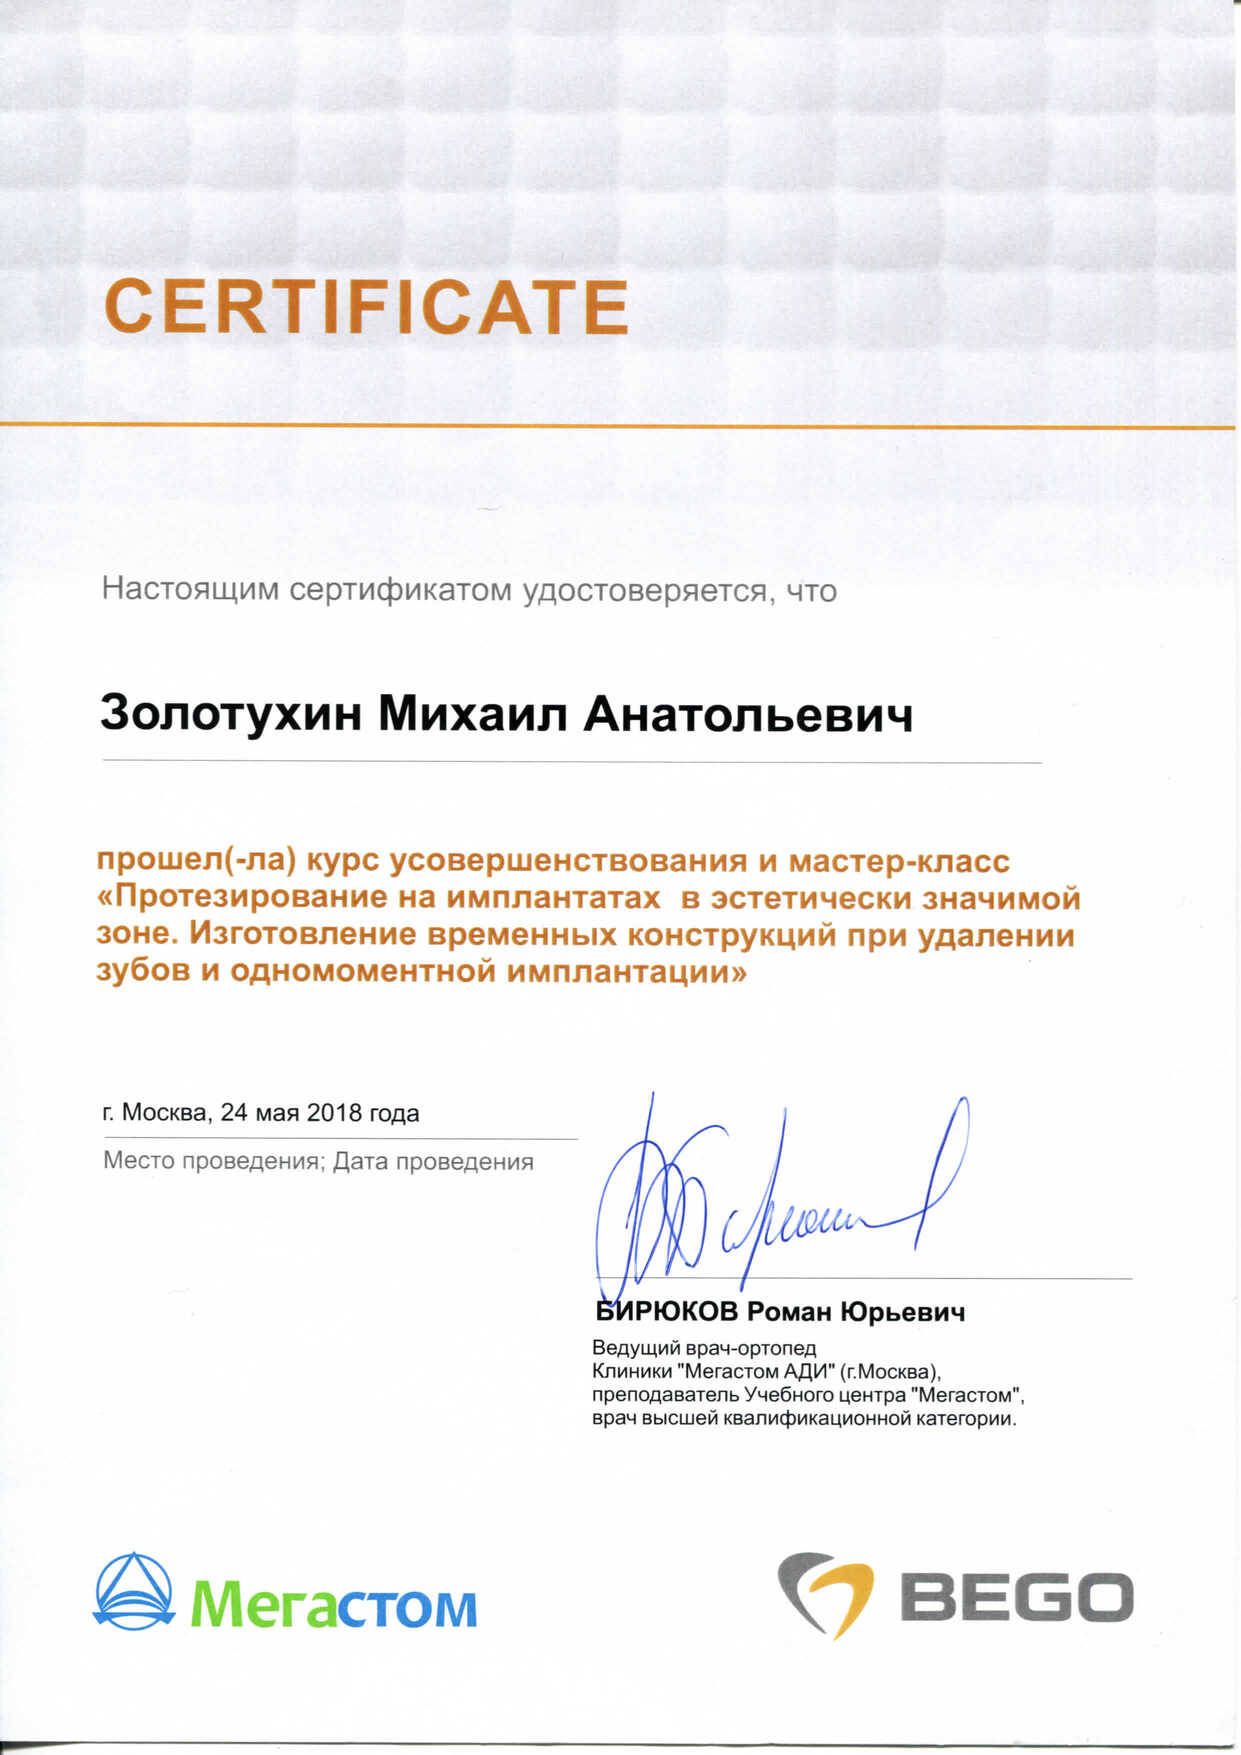 CERTIFICATE
Настоящим сертификатом удостоверяется, что
Золотухин Михаил Анатольевич
прошел(-ла) курс усовершенствования и мастер-класс
«Протезирование на имплантатах в эстетически значимой
зоне. Изготовление временных конструкций при удалении
зубов и одномоментной имплантации»
г. Москва, 24 мая 2018 года
Место проведения; Дата проведения
БИРЮКОВ Роман Юрьевич
Ведущий врач-ортопед
Клиники "Мегастом АДИ" (г.Москва),
преподаватель Учебного центра "Мегастом",
врач высшей квалификационной категории.
Мегастом
BEGO